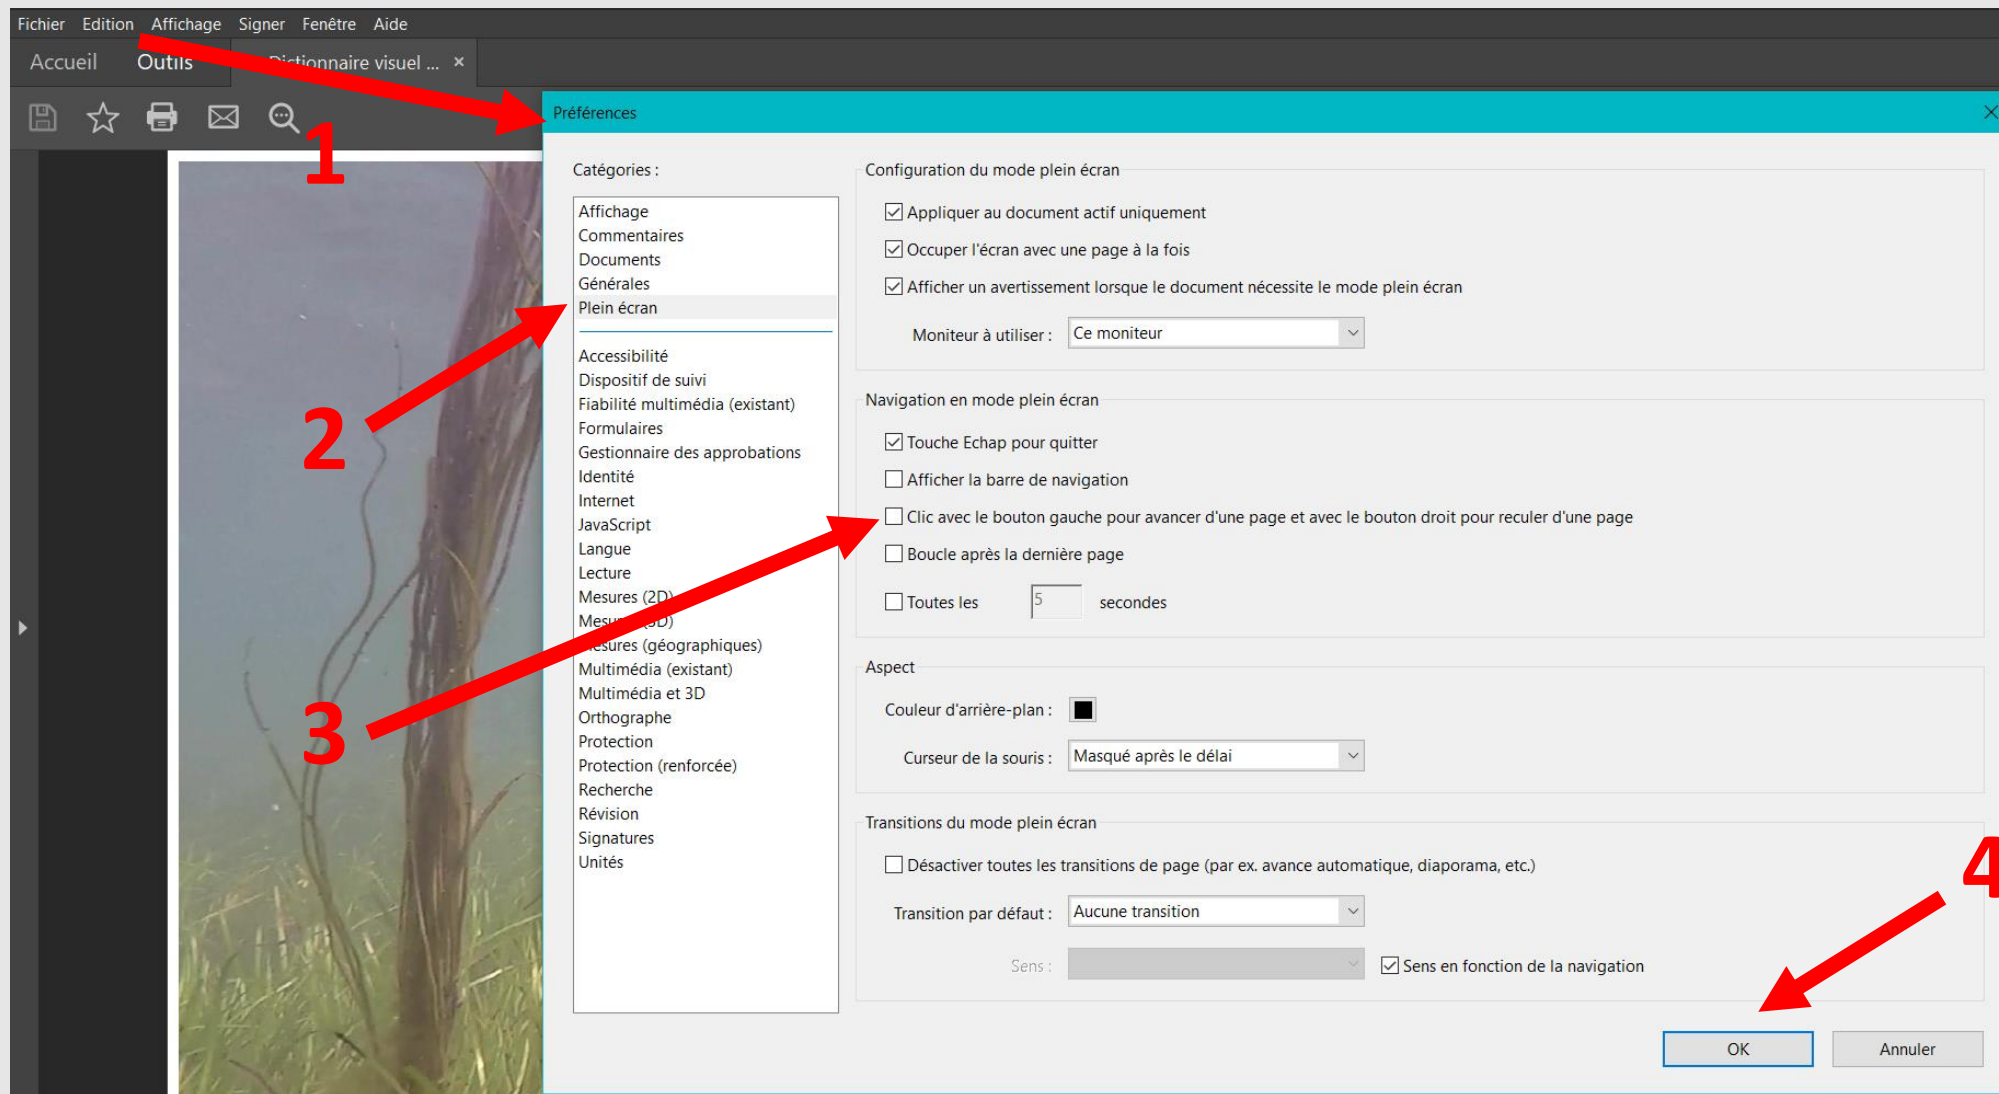 Fichier Edition Affichage Signer Fenêtre Aide
Accueil Outils Dictionnaire visuel ... ×
Préférences
1
2
3
4
Catégories :
Affichage
Commentaires
Documents
Générales
Plein écran
Accessibilité
Dispositif de suivi
Fiabilité multimédia (existant)
Formulaires
Gestionnaire des approbations
Identité
Internet
JavaScript
Langue
Lecture
Mesures (2D)
Mesures (3D)
Mesures (géographiques)
Multimédia (existant)
Multimédia et 3D
Orthographe
Protection
Protection (renforcée)
Recherche
Révision
Signatures
Unités
Configuration du mode plein écran
Appliquer au document actif uniquement
Occuper l'écran avec une page à la fois
Afficher un avertissement lorsque le document nécessite le mode plein écran
Moniteur à utiliser : Ce moniteur
Navigation en mode plein écran
Touche Echap pour quitter
Afficher la barre de navigation
Clic avec le bouton gauche pour avancer d'une page et avec le bouton droit pour reculer d'une page
Boucle après la dernière page
Toutes les 5 secondes
Aspect
Couleur d'arrière-plan :
Curseur de la souris : Masqué après le délai
Transitions du mode plein écran
Désactiver toutes les transitions de page (par ex. avance automatique, diaporama, etc.)
Transition par défaut : Aucune transition
Sens : Sens en fonction de la navigation
OK Annuler